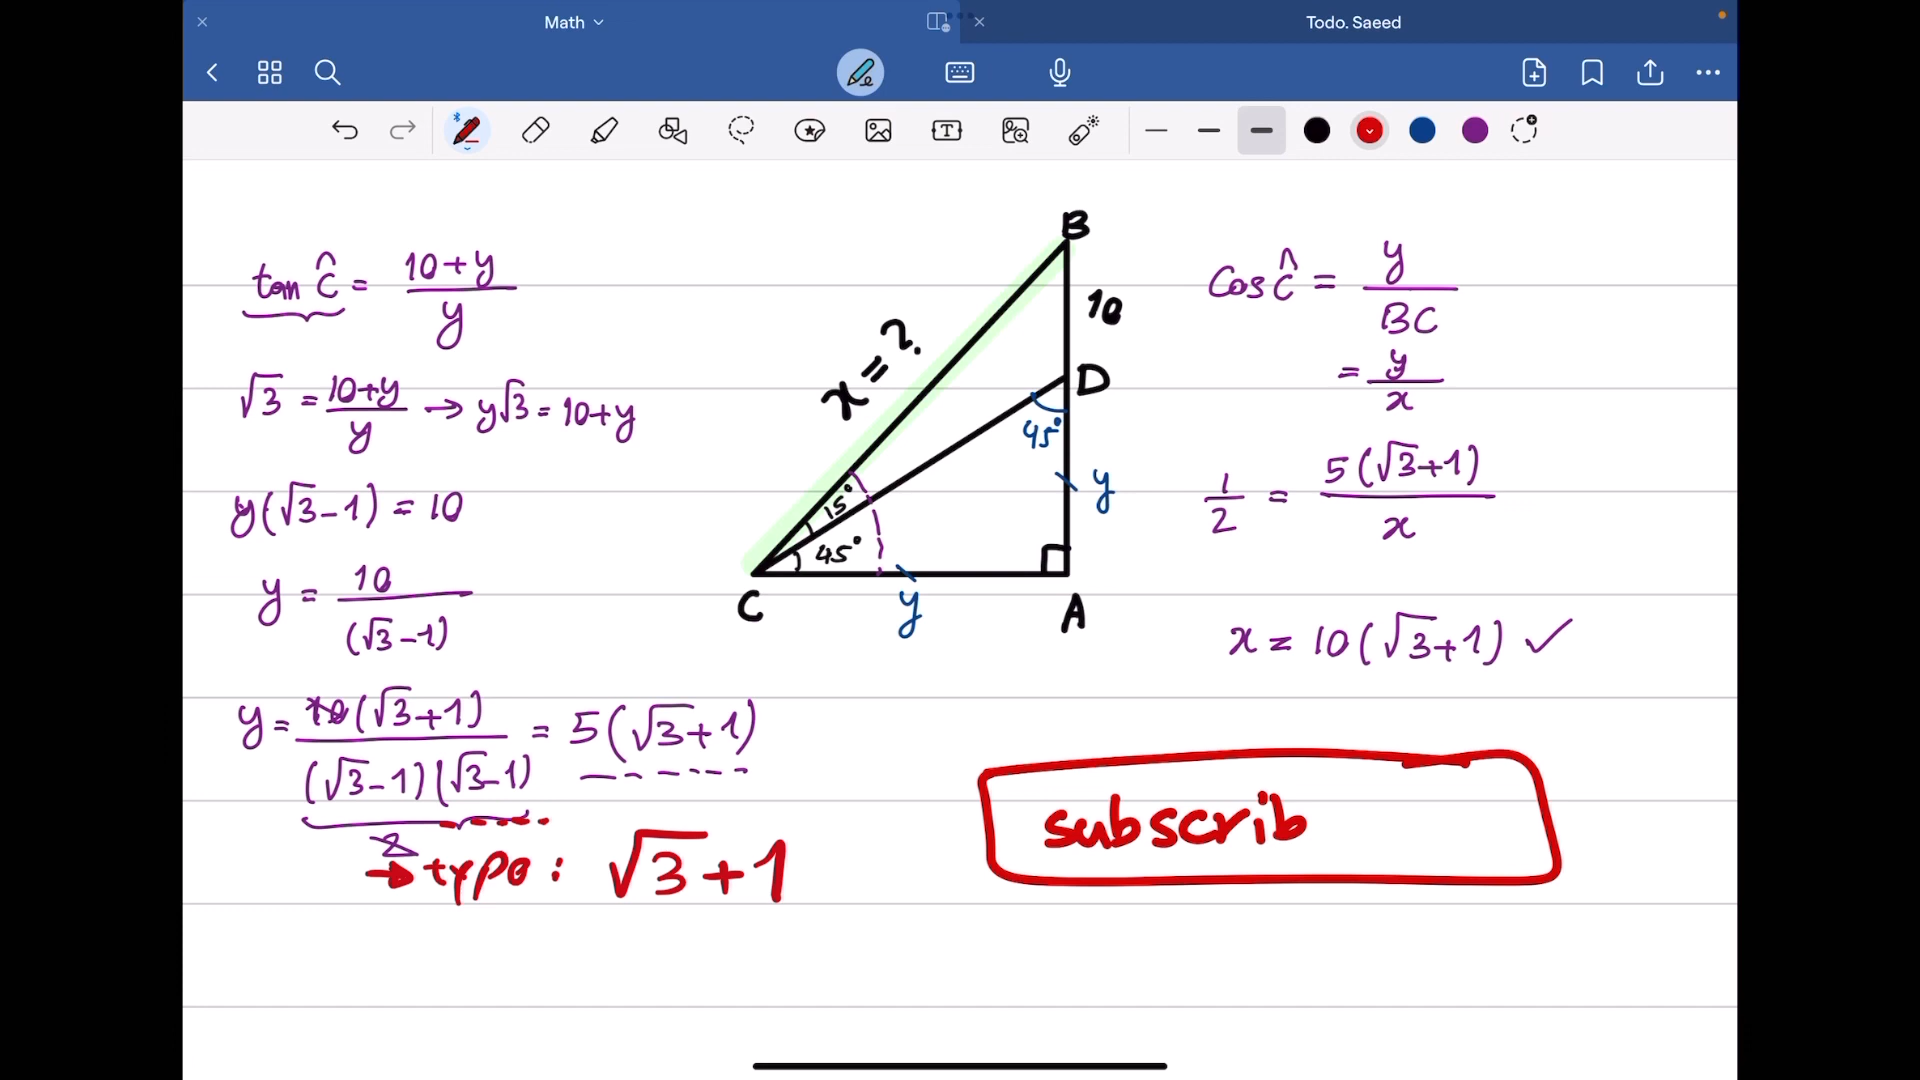 Math
Todo. Saeed
tan Ĉ = 10+y / y
√3 = 10+y / y → y√3 = 10+y
y(√3-1) = 10
y = 10 / (√3-1)
y = 10(√3+1) / (√3-1)(√3-1) = 5(√3+1)
2
→ typo: √3+1
B
10
x = ?
D
45°
y
15°
45°
C
y
A
Cos Ĉ = y / BC
= y / x
1/2 = 5(√3+1) / x
x = 10(√3+1) ✓
subscrib